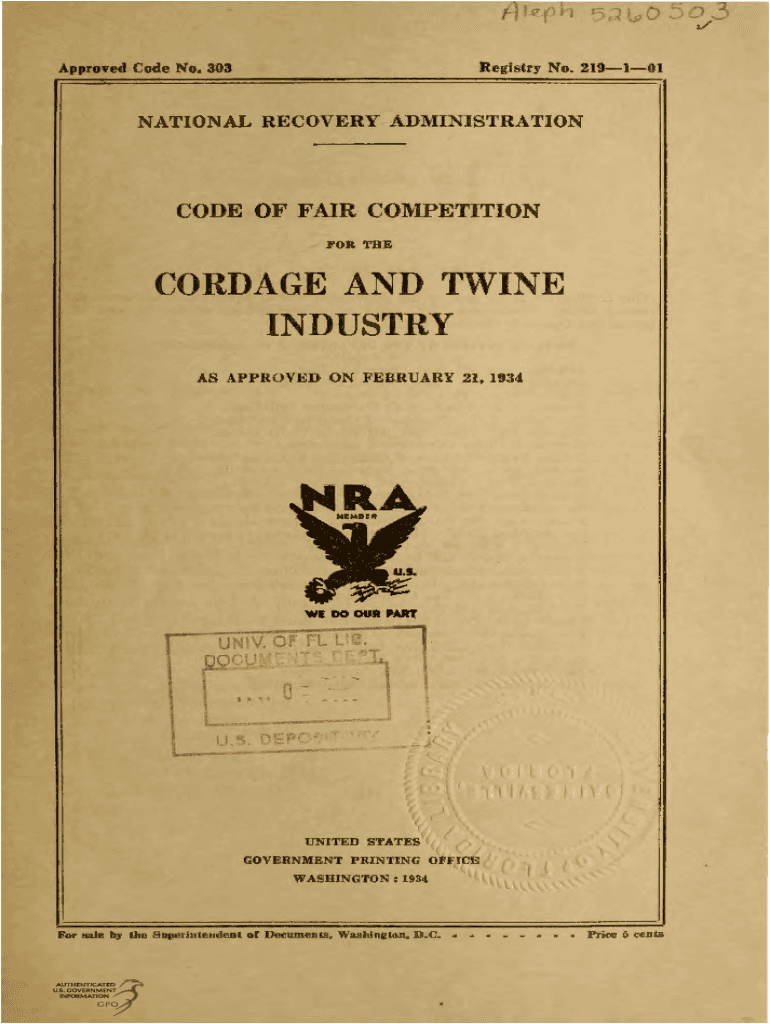 Aleph 5260503
Approved Code No. 303 Registry No. 219—1—01
NATIONAL RECOVERY ADMINISTRATION
CODE OF FAIR COMPETITION
FOR THE
CORDAGE AND TWINE
INDUSTRY
AS APPROVED ON FEBRUARY 21, 1934
NRA
MEMBER
U.S.
WE DO OUR PART
UNIV. OF FL LIB.
DOCUMENTS DEPT.
U.S. DEPOSITORY
UNITED STATES
GOVERNMENT PRINTING OFFICE
WASHINGTON : 1934
For sale by the Superintendent of Documents, Washington, D.C. - - - - - - - - Price 5 cents
AUTHENTICATED
U.S. GOVERNMENT
INFORMATION
GPO